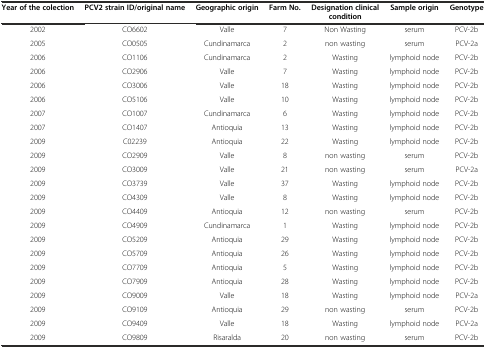 Year of the colection PCV2 strain ID/original name Geographic origin Farm No. Designation clinical condition Sample origin Genotype
2002 CO6602 Valle 7 Non Wasting serum PCV-2b
2005 CO0505 Cundinamarca 2 non wasting serum PCV-2a
2006 CO1106 Cundinamarca 2 Wasting lymphoid node PCV-2b
2006 CO2906 Valle 7 Wasting lymphoid node PCV-2b
2006 CO3006 Valle 18 Wasting lymphoid node PCV-2b
2006 CO5106 Valle 10 Wasting lymphoid node PCV-2b
2007 CO1007 Cundinamarca 6 Wasting lymphoid node PCV-2b
2007 CO1407 Antioquia 13 Wasting lymphoid node PCV-2b
2009 C02239 Antioquia 22 Wasting lymphoid node PCV-2b
2009 CO2909 Valle 8 non wasting serum PCV-2b
2009 CO3009 Valle 21 non wasting serum PCV-2a
2009 CO3739 Valle 37 Wasting lymphoid node PCV-2b
2009 CO4309 Valle 8 Wasting lymphoid node PCV-2b
2009 CO4409 Antioquia 12 non wasting serum PCV-2b
2009 CO4909 Cundinamarca 1 Wasting lymphoid node PCV-2b
2009 CO5209 Antioquia 29 Wasting lymphoid node PCV-2b
2009 CO5709 Antioquia 26 Wasting lymphoid node PCV-2b
2009 CO7709 Antioquia 5 Wasting lymphoid node PCV-2b
2009 CO7909 Antioquia 28 Wasting lymphoid node PCV-2b
2009 CO9009 Valle 18 Wasting lymphoid node PCV-2a
2009 CO9109 Antioquia 29 non wasting serum PCV-2b
2009 CO9409 Valle 18 Wasting lymphoid node PCV-2a
2009 CO9809 Risaralda 20 non wasting serum PCV-2b